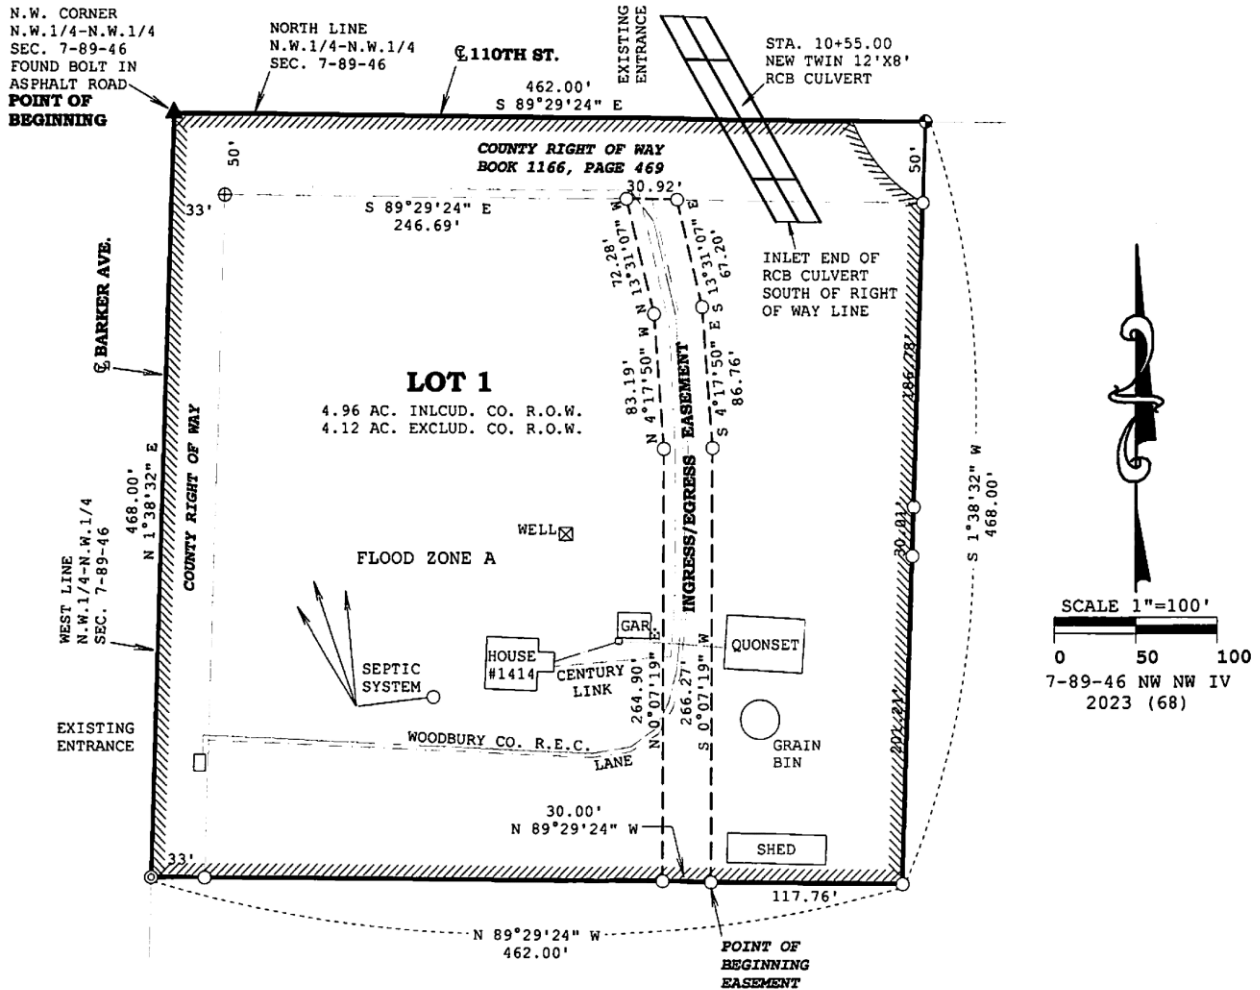 N.W. CORNER
N.W.1/4-N.W.1/4
SEC. 7-89-46
FOUND BOLT IN
ASPHALT ROAD
POINT OF
BEGINNING
NORTH LINE
N.W.1/4-N.W.1/4
SEC. 7-89-46
℄ 110TH ST.
462.00'
S 89°29'24" E
EXISTING
ENTRANCE
STA. 10+55.00
NEW TWIN 12'X8'
RCB CULVERT
COUNTY RIGHT OF WAY
BOOK 1166, PAGE 469
50'
50'
33'
30.92'
S 89°29'24" E
246.69'
72.28'
N 13°31'07" W
S 13°31'07" E
67.20'
INLET END OF
RCB CULVERT
SOUTH OF RIGHT
OF WAY LINE
℄ BARKER AVE.
LOT 1
4.96 AC. INLCUD. CO. R.O.W.
4.12 AC. EXCLUD. CO. R.O.W.
83.19'
N 4°17'50" W
S 4°17'50" E
86.76'
INGRESS/EGRESS EASEMENT
186.78'
COUNTY RIGHT OF WAY
468.00'
N 1°38'32" E
WEST LINE
N.W.1/4-N.W.1/4
SEC. 7-89-46
WELL
FLOOD ZONE A
30.01'
S 1°38'32" W
468.00'
SCALE 1"=100'
0 50 100
7-89-46 NW NW IV
2023 (68)
GAR.
HOUSE
#1414
QUONSET
CENTURY
LINK
SEPTIC
SYSTEM
264.90'
N 0°07'19" E
266.27'
S 0°07'19" W
EXISTING
ENTRANCE
WOODBURY CO. R.E.C.
LANE
GRAIN
BIN
30.00'
N 89°29'24" W
SHED
33'
117.76'
N 89°29'24" W
462.00'
POINT OF
BEGINNING
EASEMENT